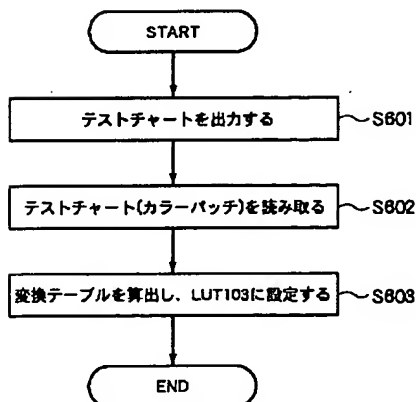 START
テストチャートを出力する
S601
テストチャート(カラーパッチ)を読み取る
S602
変換テーブルを算出し、LUT103に設定する
S603
END